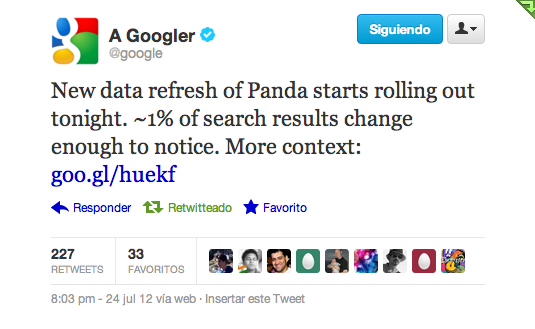 A Googler
@google
Siguiendo
New data refresh of Panda starts rolling out
tonight. ~1% of search results change
enough to notice. More context:
goo.gl/huekf
Responder Retwitteado Favorito
227 33
RETWEETS FAVORITOS
8:03 pm - 24 jul 12 vía web · Insertar este Tweet